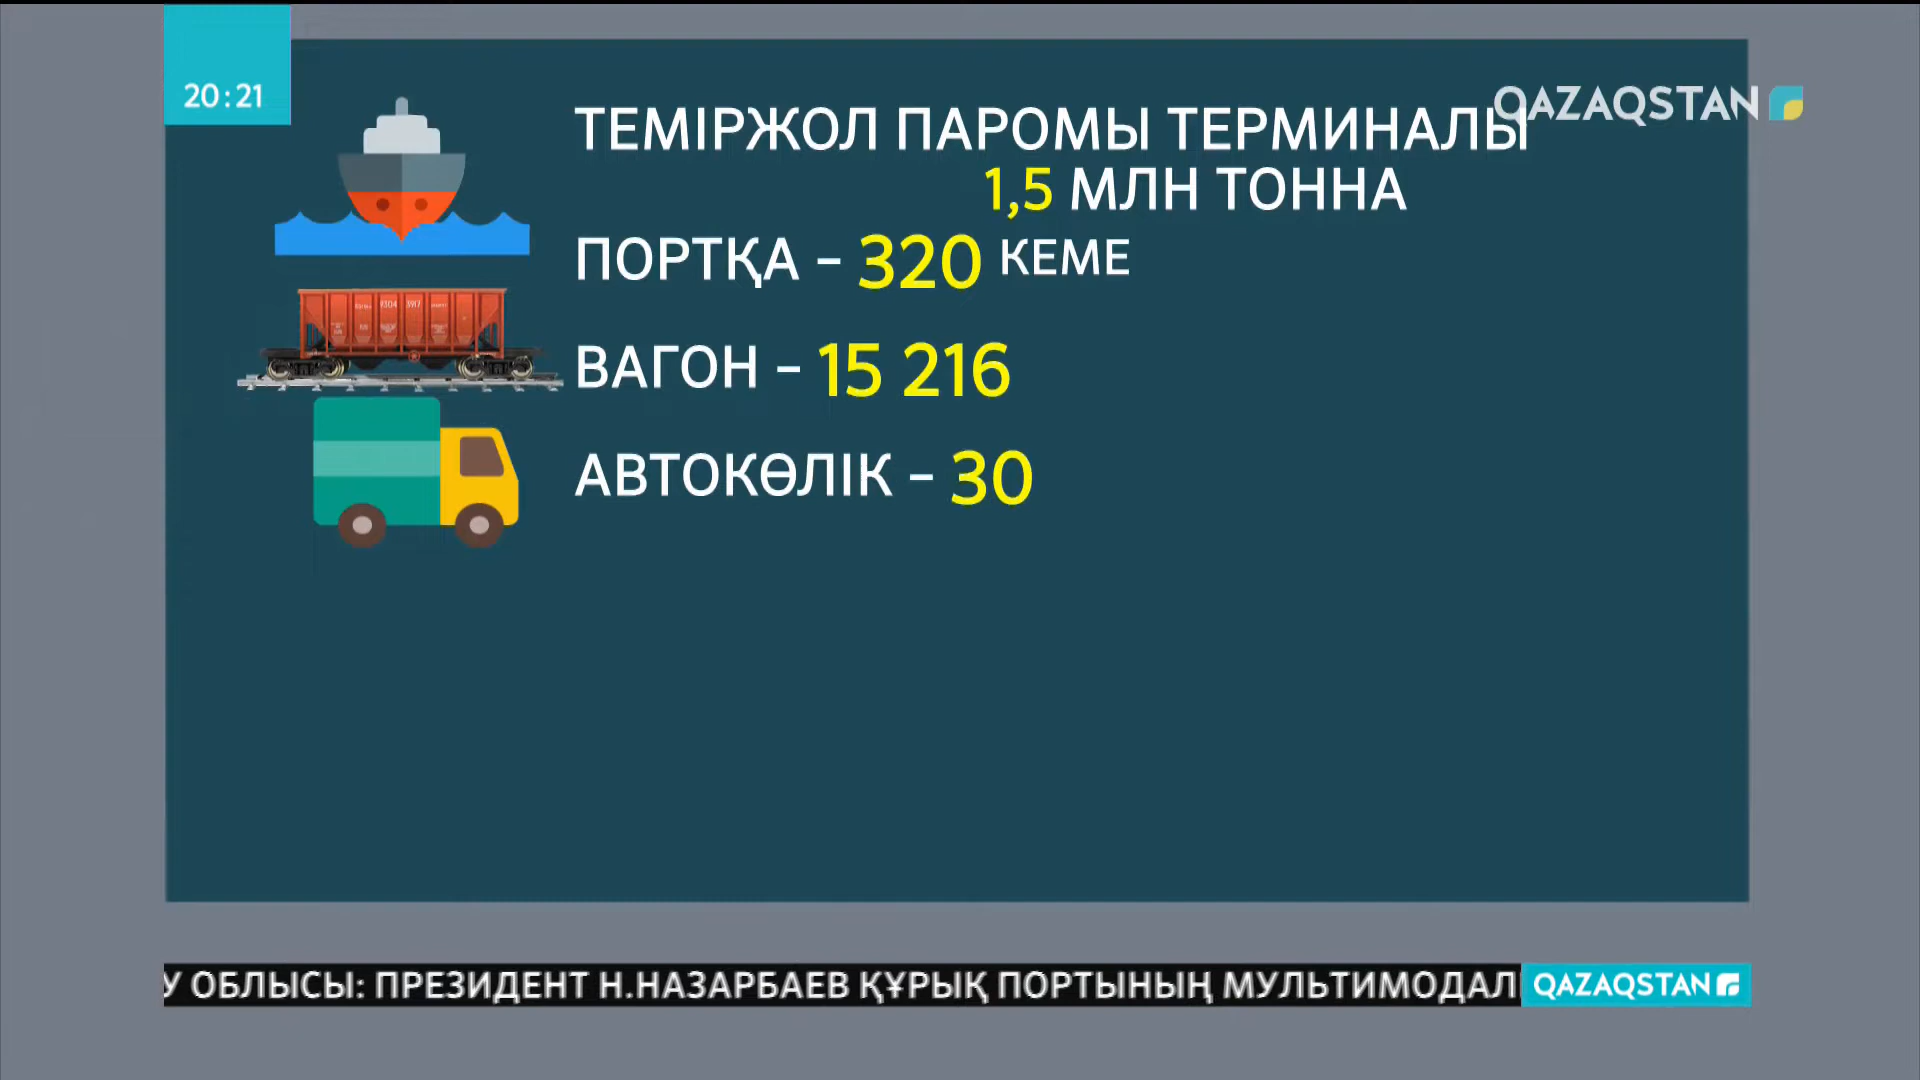 20:21
QAZAQSTAN
ТЕМІРЖОЛ ПАРОМЫ ТЕРМИНАЛЫ
1,5 МЛН ТОННА
ПОРТҚА – 320 КЕМЕ
ВАГОН – 15 216
АВТОКӨЛІК – 30
У ОБЛЫСЫ: ПРЕЗИДЕНТ Н.НАЗАРБАЕВ ҚҰРЫҚ ПОРТЫНЫҢ МУЛЬТИМОДАЛ
QAZAQSTAN